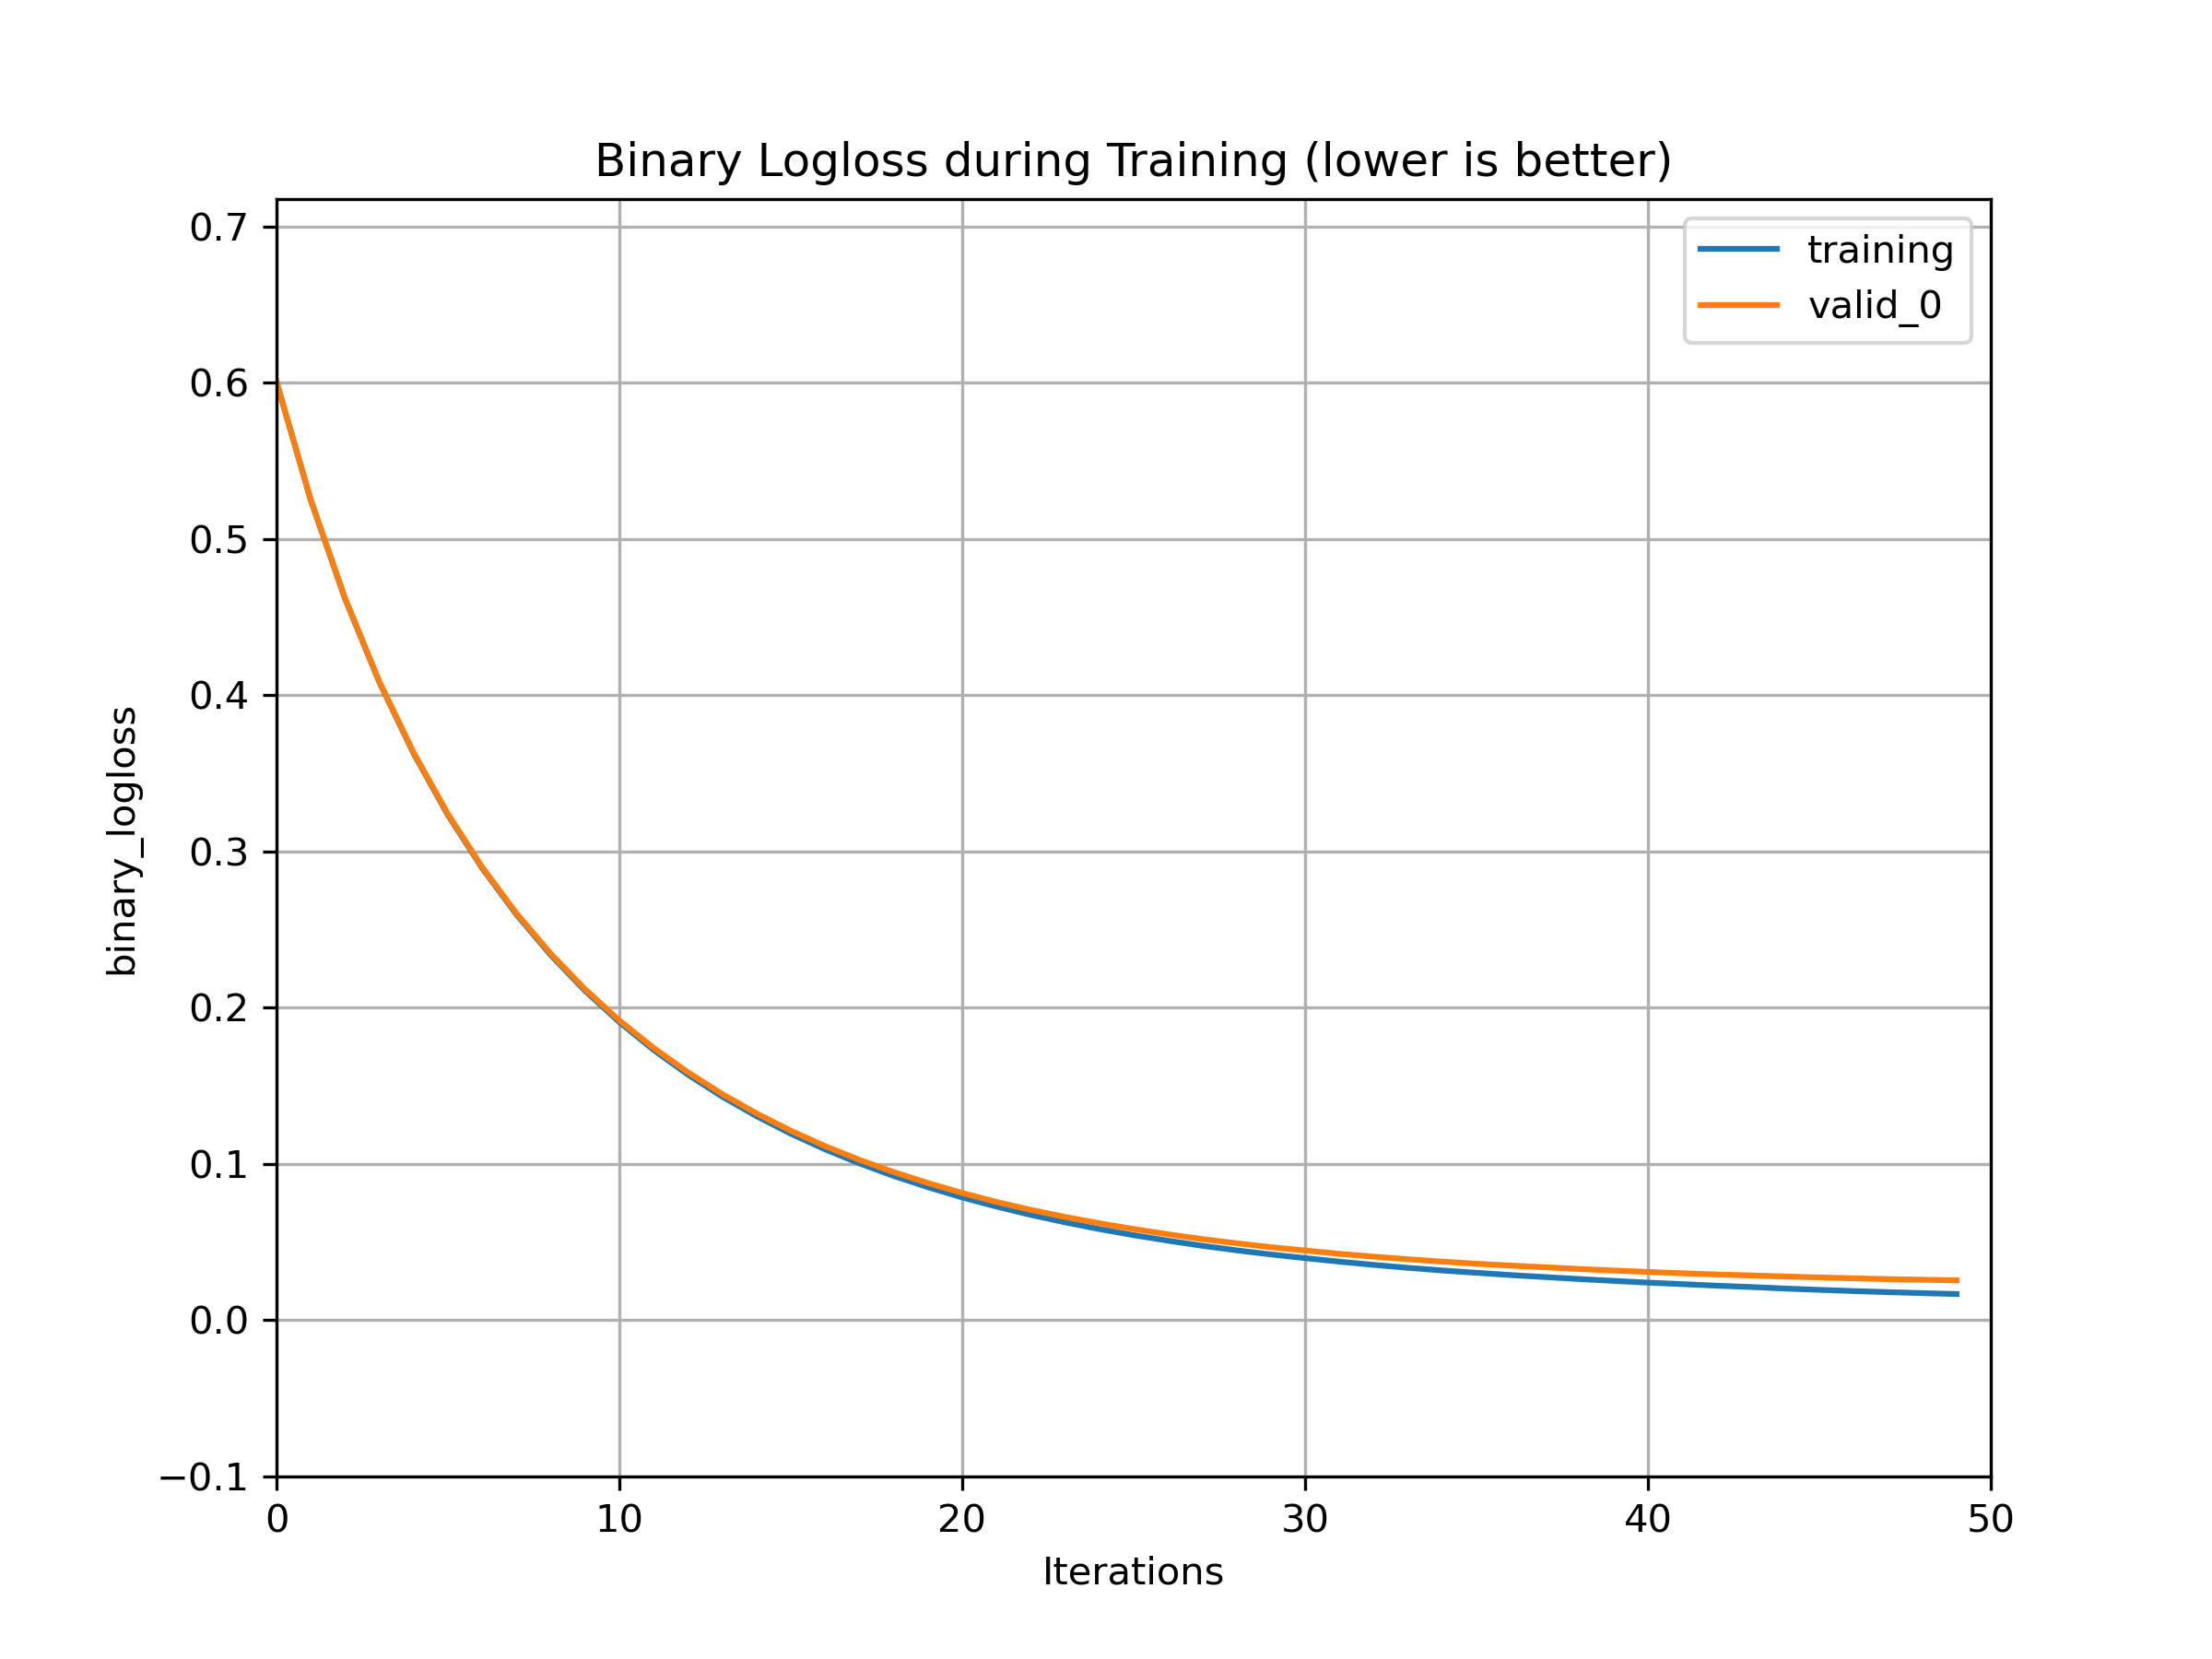 Binary Logloss during Training (lower is better)
training
valid_0
0.7
0.6
0.5
0.4
0.3
0.2
0.1
0.0
−0.1
binary_logloss
0 10 20 30 40 50
Iterations